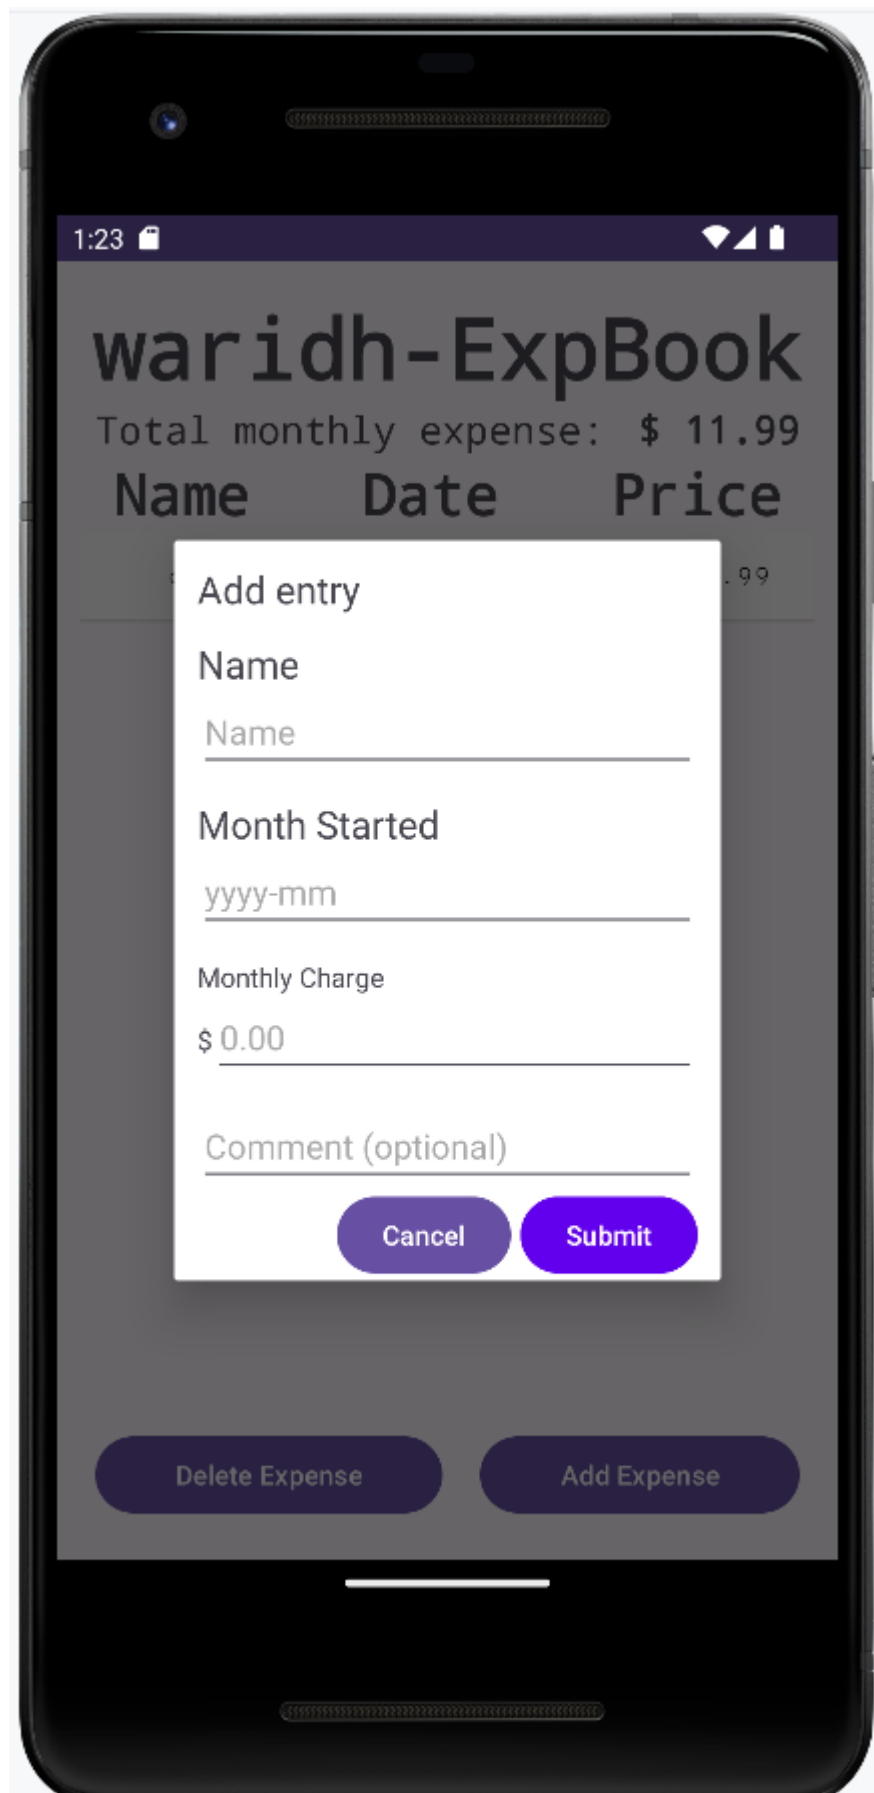 1:23
waridh-ExpBook
Total monthly expense: $ 11.99
Name Date Price
.99
Add entry
Name
Name
Month Started
yyyy-mm
Monthly Charge
$ 0.00
Comment (optional)
Cancel Submit
Delete Expense Add Expense